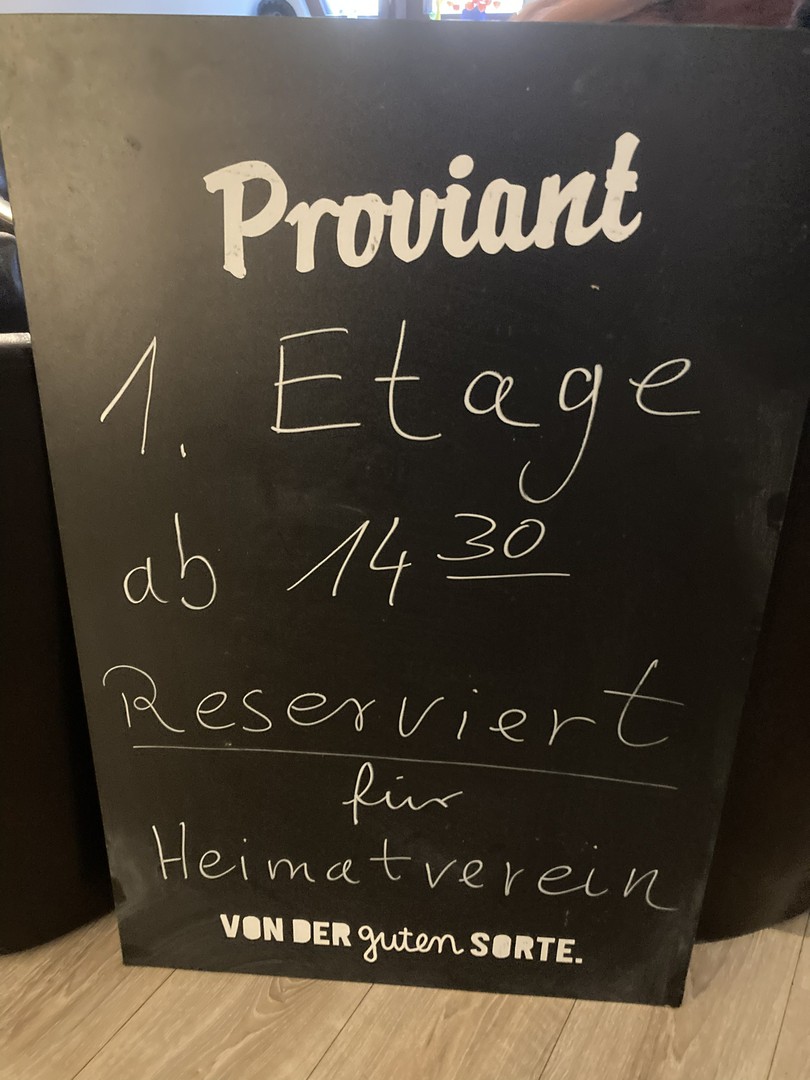 Proviant
1. Etage
ab 14 30
Reserviert
für
Heimatverein
VON DER guten SORTE.